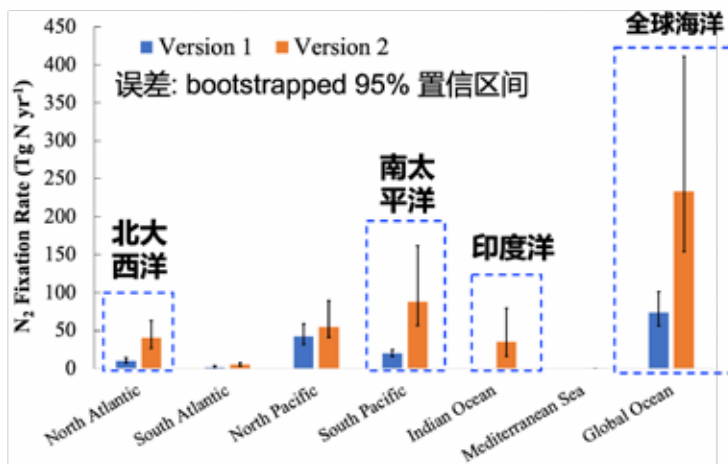 450
400
350
300
250
200
150
100
50
0
N₂ Fixation Rate (Tg N yr⁻¹)
Version 1
Version 2
误差: bootstrapped 95% 置信区间
全球海洋
南太
平洋
北大
西洋
印度洋
North Atlantic
South Atlantic
North Pacific
South Pacific
Indian Ocean
Mediterranean Sea
Global Ocean